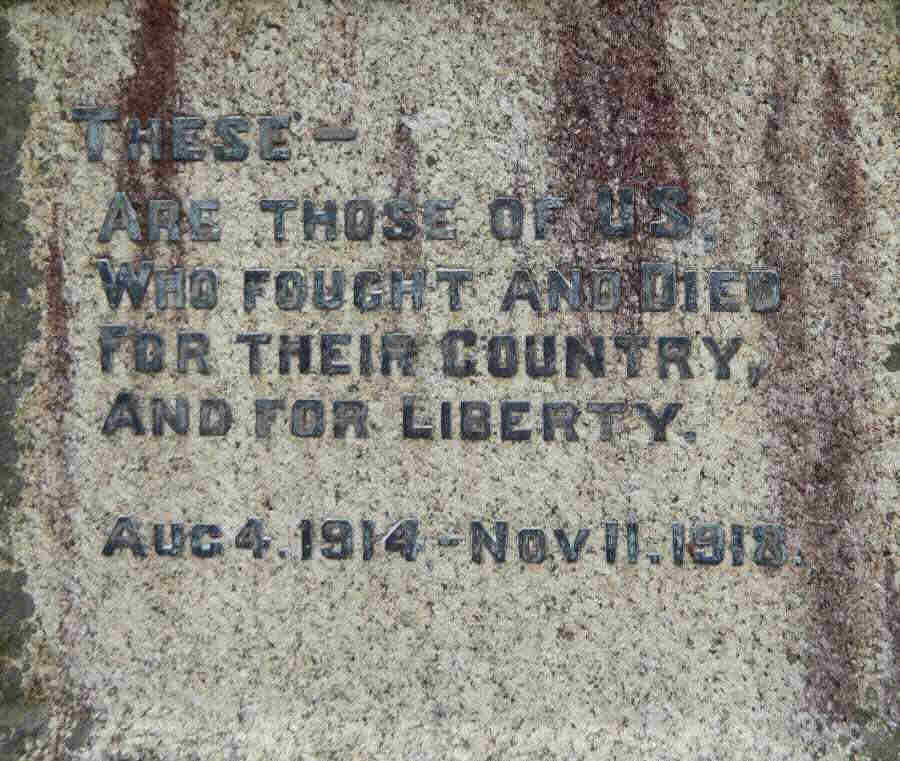 THESE –
ARE THOSE OF US,
WHO FOUGHT AND DIED
FOR THEIR COUNTRY,
AND FOR LIBERTY.
AUG 4. 1914 - NOV 11. 1918.